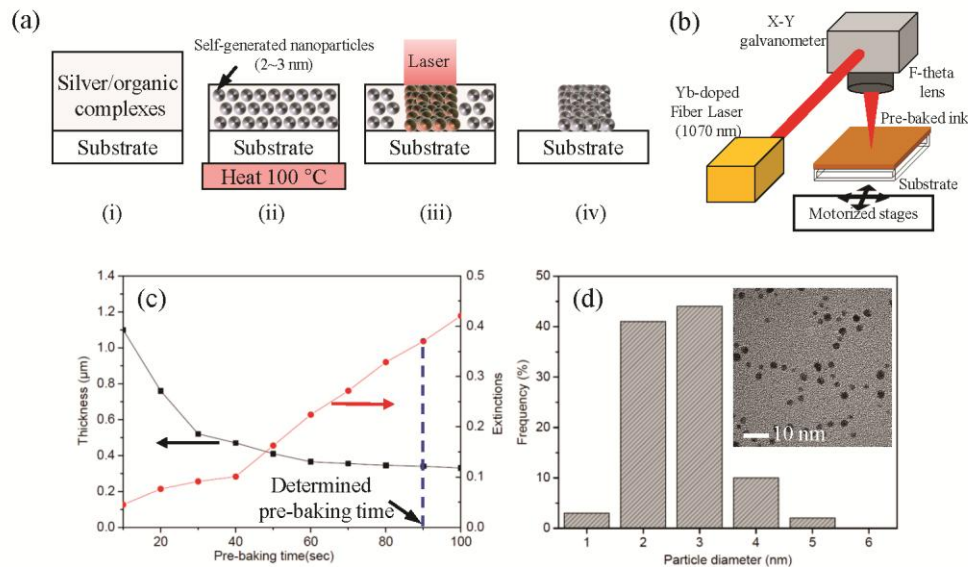 (a)
Self-generated nanoparticles
(2~3 nm)
Silver/organic
complexes
Substrate
(i)
Substrate
Heat 100 °C
(ii)
Laser
Substrate
(iii)
Substrate
(iv)
(b)
X-Y
galvanometer
F-theta
lens
Yb-doped
Fiber Laser
(1070 nm)
Pre-baked ink
Substrate
Motorized stages
(c)
Thickness (μm)
1.4
1.2
1.0
0.8
0.6
0.4
0.2
0.0
20
40
60
80
100
Pre-baking time(sec)
0.5
0.4
0.3
0.2
0.1
0.0
Extinctions
Determined
pre-baking time
(d)
Frequency (%)
50
40
30
20
10
0
1
2
3
4
5
6
Particle diameter (nm)
10 nm